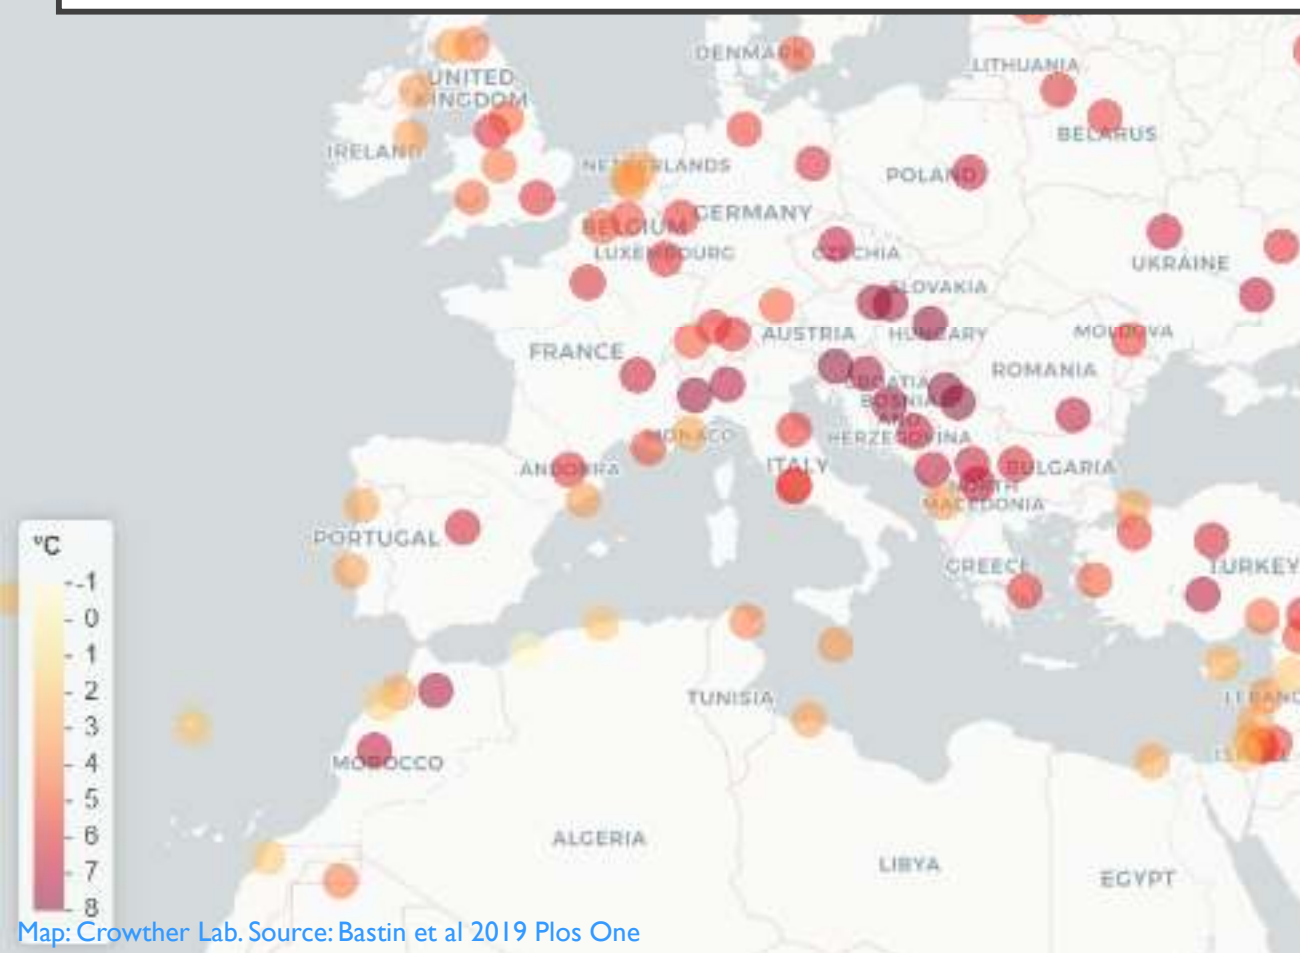 DENMARK
LITHUANIA
UNITED
KINGDOM
BELARUS
IRELAND
NETHERLANDS
POLAND
GERMANY
BELGIUM
LUXEMBOURG
CZECHIA
UKRAINE
SLOVAKIA
AUSTRIA
HUNGARY
MOLDOVA
FRANCE
ROMANIA
CROATIA
BOSNIA
AND
HERZEGOVINA
MONACO
ANDORRA
ITALY
BULGARIA
NORTH
MACEDONIA
PORTUGAL
GREECE
TURKEY
°C
-1
0
1
2
3
4
5
6
7
8
TUNISIA
LEBANO
MOROCCO
ALGERIA
LIBYA
EGYPT
Map: Crowther Lab. Source: Bastin et al 2019 Plos One